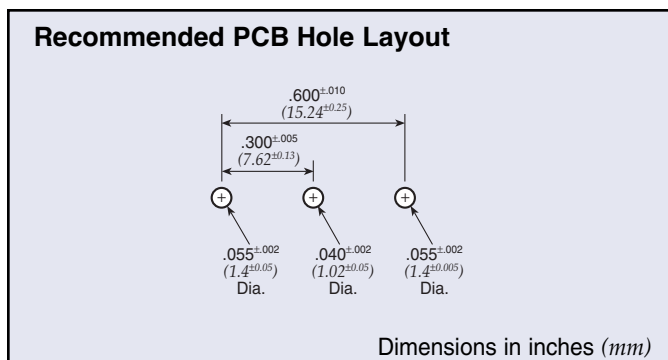 Recommended PCB Hole Layout
.600±.010
(15.24±0.25)
.300±.005
(7.62±0.13)
.055±.002 .040±.002 .055±.002
(1.4±0.05) (1.02±0.05) (1.4±0.005)
Dia. Dia. Dia.
Dimensions in inches (mm)